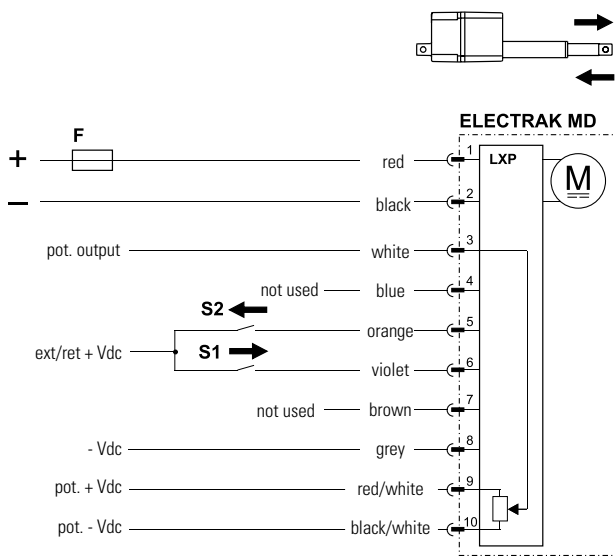 ELECTRAK MD
F
+ red 1 LXP
− black 2 M
pot. output white 3
not used blue 4
S2
orange 5
ext/ret + Vdc S1
violet 6
not used brown 7
- Vdc grey 8
pot. + Vdc red/white 9
pot. - Vdc black/white 10